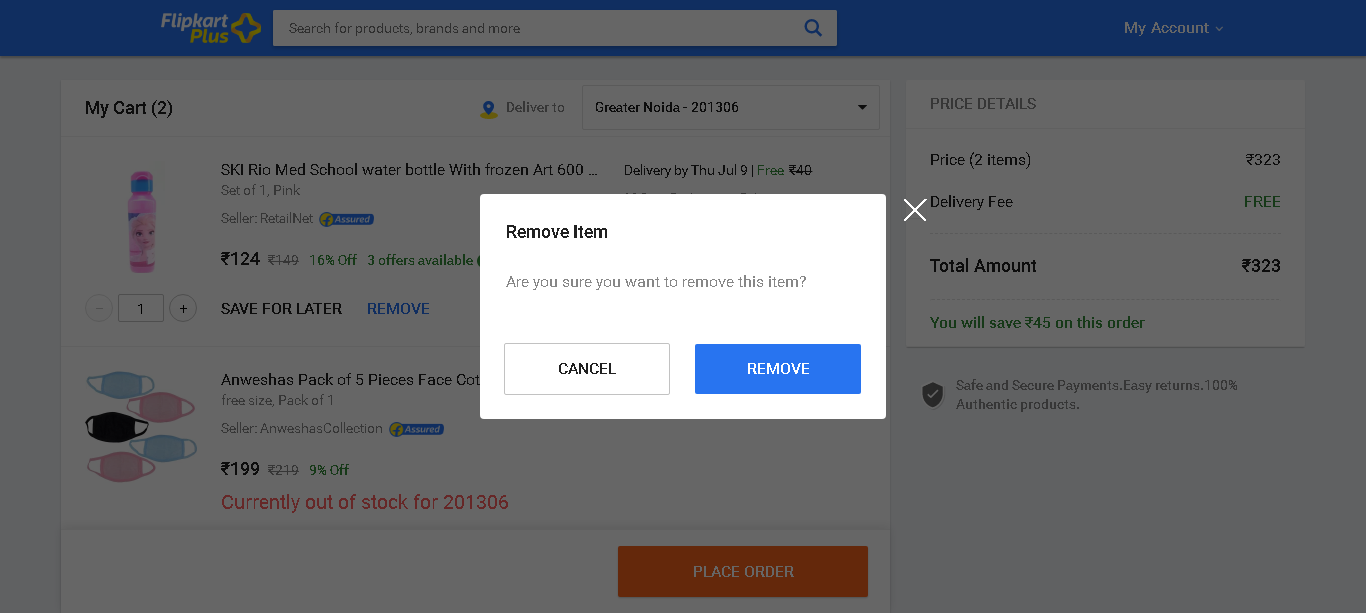 Flipkart
Plus
Search for products, brands and more
My Account
My Cart (2)
Deliver to
Greater Noida - 201306
SKI Rio Med School water bottle With frozen Art 600 ...
Set of 1, Pink
Seller: RetailNet Assured
₹124 ₹149 16% Off 3 offers available
Delivery by Thu Jul 9 | Free ₹40
1
SAVE FOR LATER REMOVE
Anweshas Pack of 5 Pieces Face Cot
free size, Pack of 1
Seller: AnweshasCollection Assured
₹199 ₹219 9% Off
Currently out of stock for 201306
PLACE ORDER
Remove Item
Are you sure you want to remove this item?
CANCEL
REMOVE
PRICE DETAILS
Price (2 items) ₹323
Delivery Fee FREE
Total Amount ₹323
You will save ₹45 on this order
Safe and Secure Payments.Easy returns.100%
Authentic products.